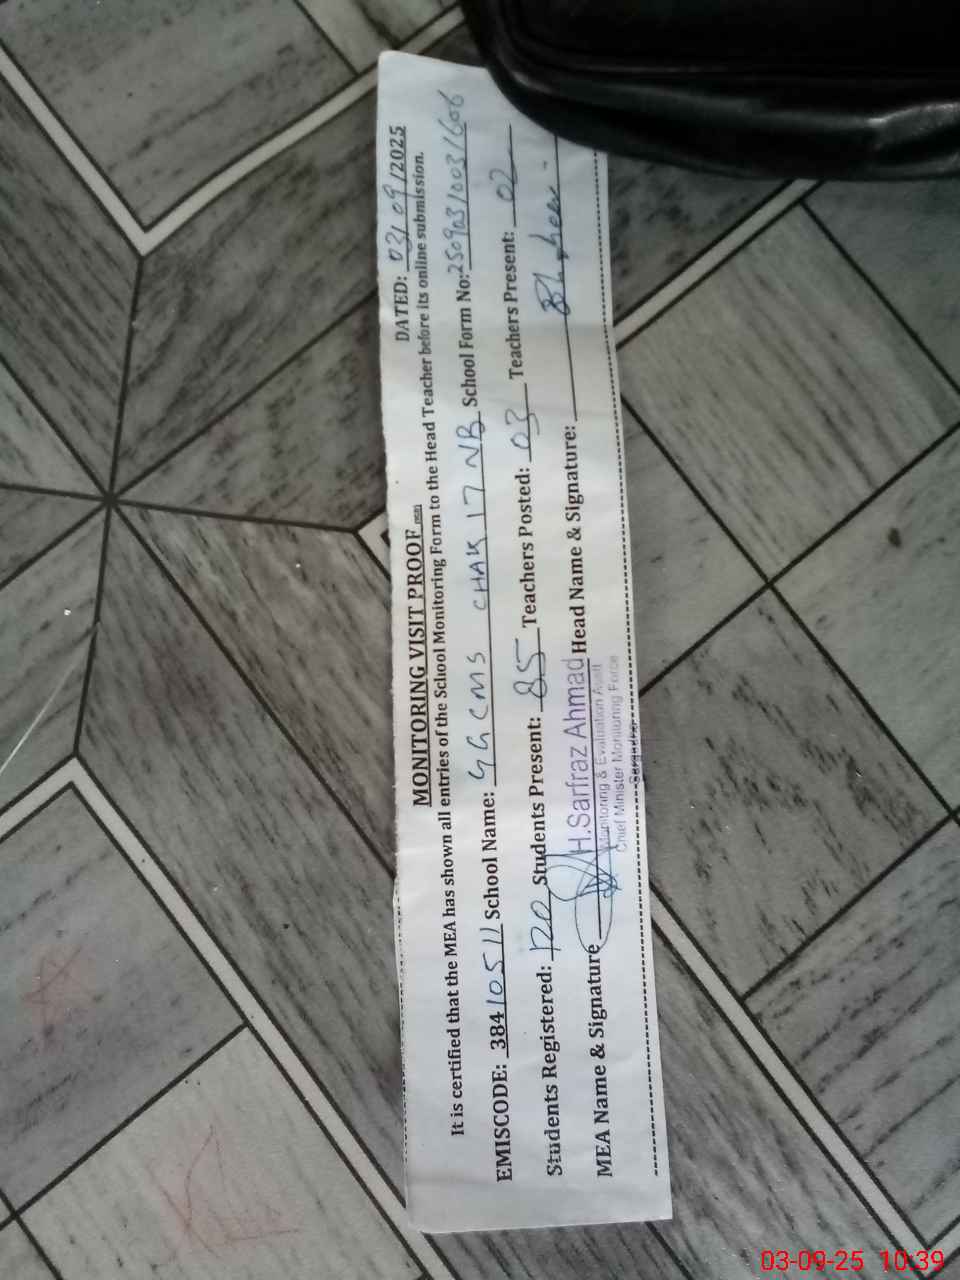 MONITORING VISIT PROOF
DATED: 03/09/2025
It is certified that the MEA has shown all entries of the School Monitoring Form to the Head Teacher before its online submission.
EMISCODE: 38410511 School Name: GGCMS CHAK 17 NB School Form No: 250903/003/606
Students Registered: 120 Students Present: 85 Teachers Posted: 03 Teachers Present: 02
MEA Name & Signature H.Sarfraz Ahmad Head Name & Signature:
Monitoring & Evaluation Asstt
Chief Minister Monitoring Force
Sargodha
03-09-25 10:39